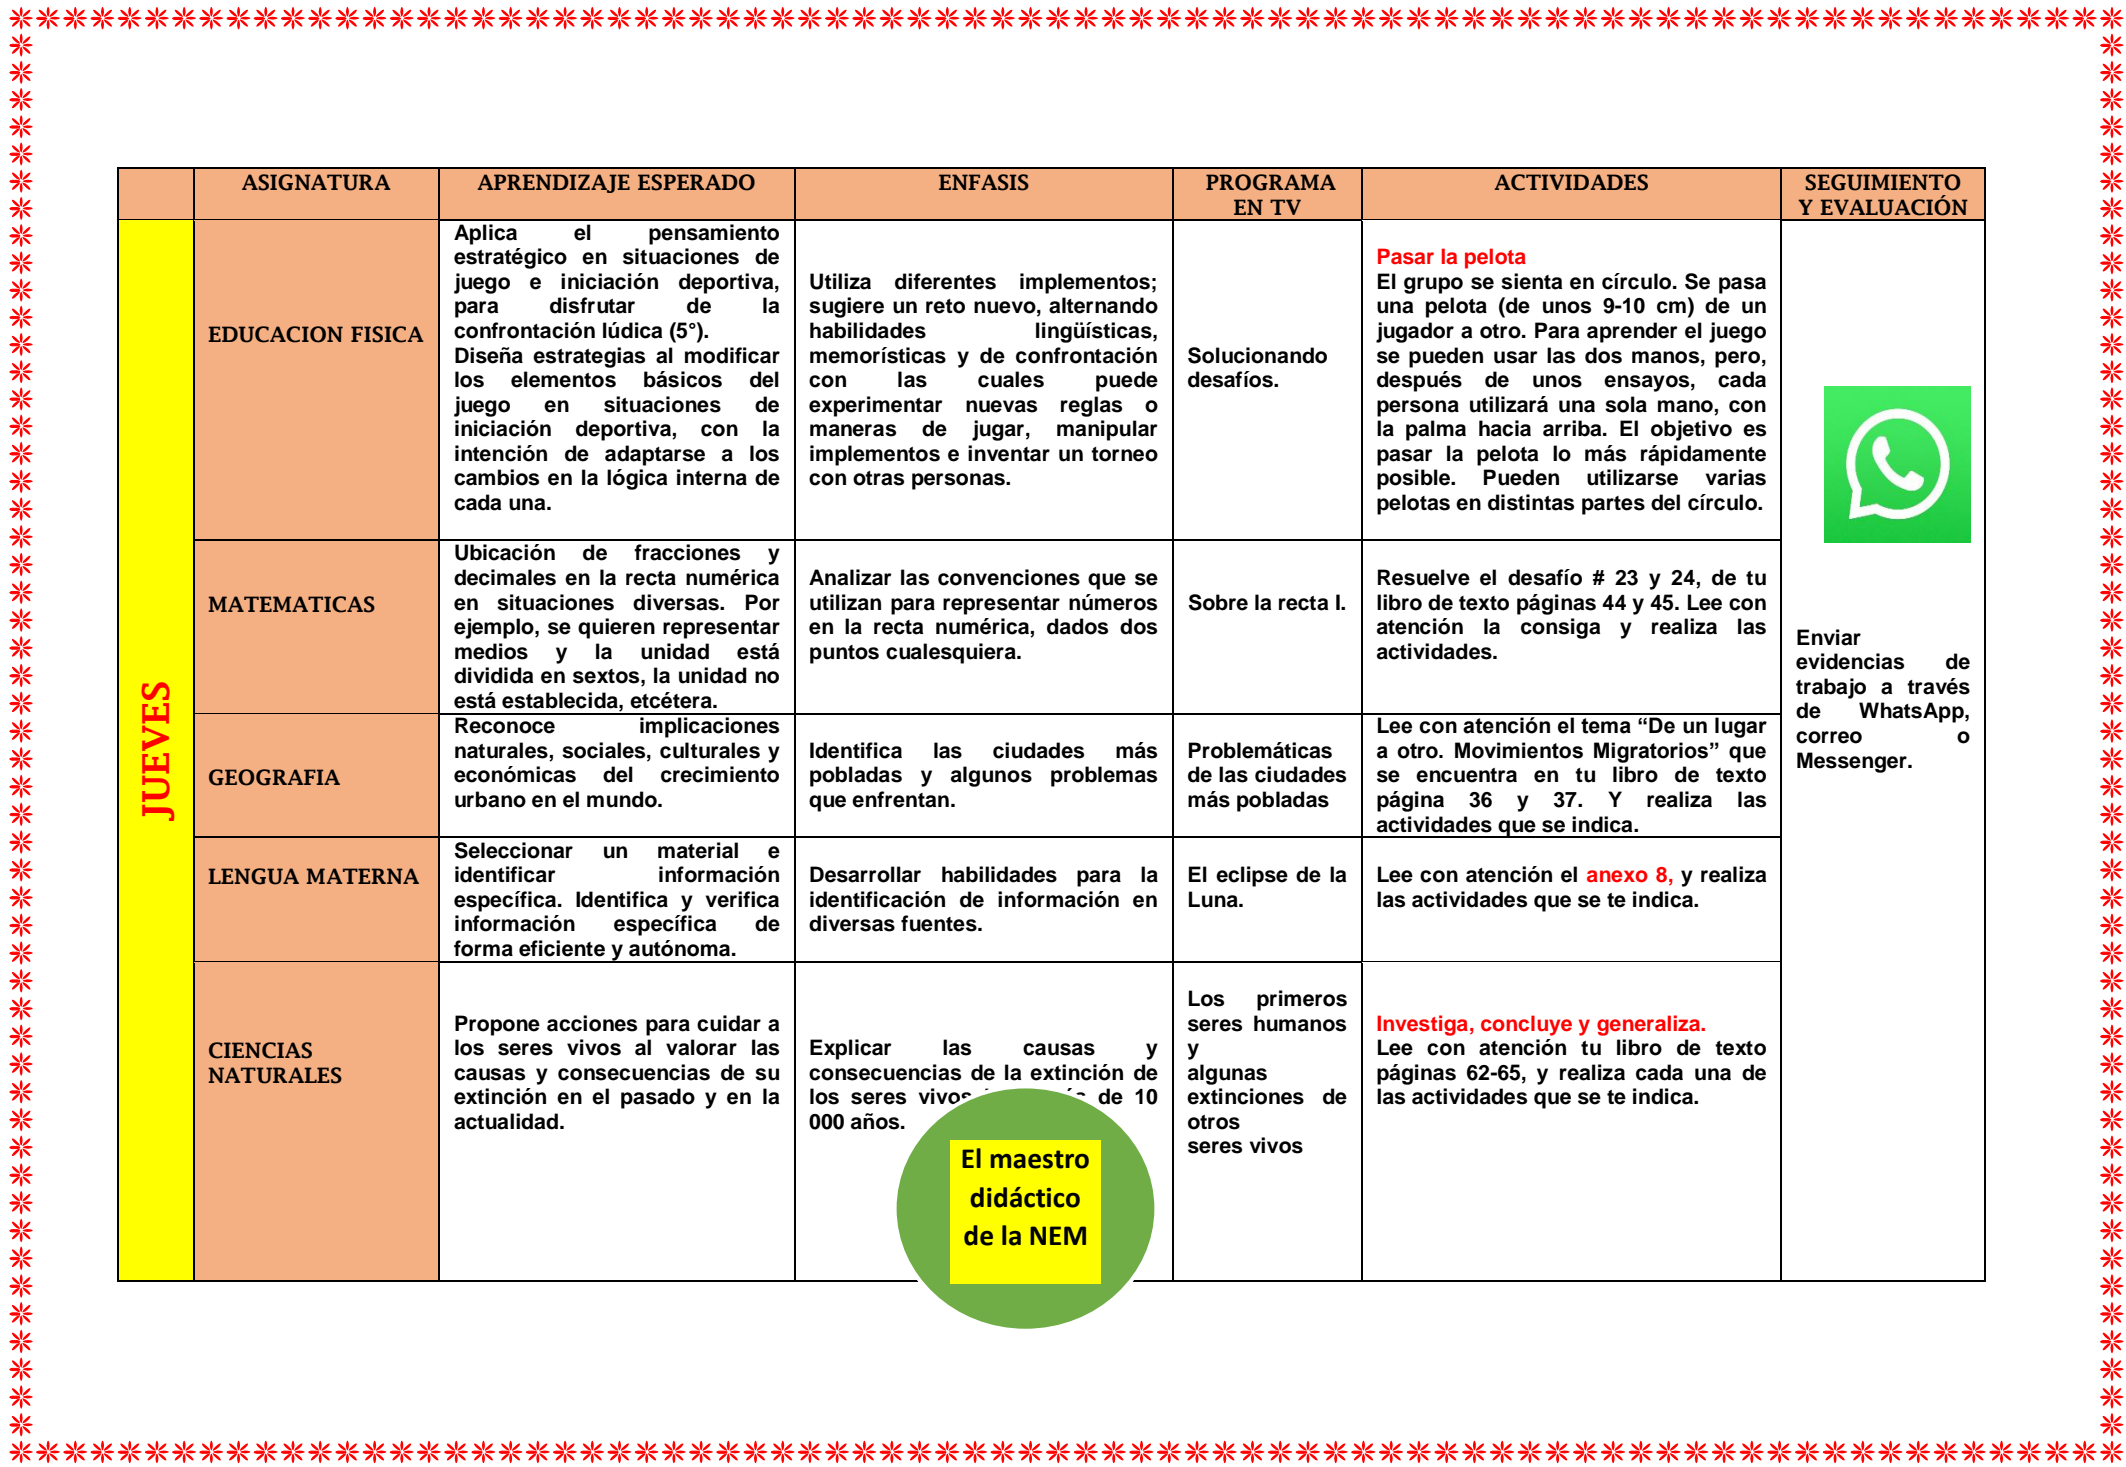 ASIGNATURA
APRENDIZAJE ESPERADO
ENFASIS
PROGRAMA
EN TV
ACTIVIDADES
SEGUIMIENTO
Y EVALUACIÓN
JUEVES
EDUCACION FISICA
Aplica el pensamiento
estratégico en situaciones de
juego e iniciación deportiva,
para disfrutar de la
confrontación lúdica (5°).
Diseña estrategias al modificar
los elementos básicos del
juego en situaciones de
iniciación deportiva, con la
intención de adaptarse a los
cambios en la lógica interna de
cada una.
Utiliza diferentes implementos;
sugiere un reto nuevo, alternando
habilidades lingüísticas,
memorísticas y de confrontación
con las cuales puede
experimentar nuevas reglas o
maneras de jugar, manipular
implementos e inventar un torneo
con otras personas.
Solucionando
desafíos.
Pasar la pelota
El grupo se sienta en círculo. Se pasa
una pelota (de unos 9-10 cm) de un
jugador a otro. Para aprender el juego
se pueden usar las dos manos, pero,
después de unos ensayos, cada
persona utilizará una sola mano, con
la palma hacia arriba. El objetivo es
pasar la pelota lo más rápidamente
posible. Pueden utilizarse varias
pelotas en distintas partes del círculo.
MATEMATICAS
Ubicación de fracciones y
decimales en la recta numérica
en situaciones diversas. Por
ejemplo, se quieren representar
medios y la unidad está
dividida en sextos, la unidad no
está establecida, etcétera.
Analizar las convenciones que se
utilizan para representar números
en la recta numérica, dados dos
puntos cualesquiera.
Sobre la recta I.
Resuelve el desafío # 23 y 24, de tu
libro de texto páginas 44 y 45. Lee con
atención la consiga y realiza las
actividades.
Enviar
evidencias de
trabajo a través
de WhatsApp,
correo o
Messenger.
GEOGRAFIA
Reconoce implicaciones
naturales, sociales, culturales y
económicas del crecimiento
urbano en el mundo.
Identifica las ciudades más
pobladas y algunos problemas
que enfrentan.
Problemáticas
de las ciudades
más pobladas
Lee con atención el tema “De un lugar
a otro. Movimientos Migratorios” que
se encuentra en tu libro de texto
página 36 y 37. Y realiza las
actividades que se indica.
LENGUA MATERNA
Seleccionar un material e
identificar información
específica. Identifica y verifica
información específica de
forma eficiente y autónoma.
Desarrollar habilidades para la
identificación de información en
diversas fuentes.
El eclipse de la
Luna.
Lee con atención el anexo 8, y realiza
las actividades que se te indica.
CIENCIAS
NATURALES
Propone acciones para cuidar a
los seres vivos al valorar las
causas y consecuencias de su
extinción en el pasado y en la
actualidad.
Explicar las causas y
consecuencias de la extinción de
los seres vivos de 10
000 años.
Los primeros
seres humanos
y
algunas
extinciones de
otros
seres vivos
Investiga, concluye y generaliza.
Lee con atención tu libro de texto
páginas 62-65, y realiza cada una de
las actividades que se te indica.
El maestro
didáctico
de la NEM